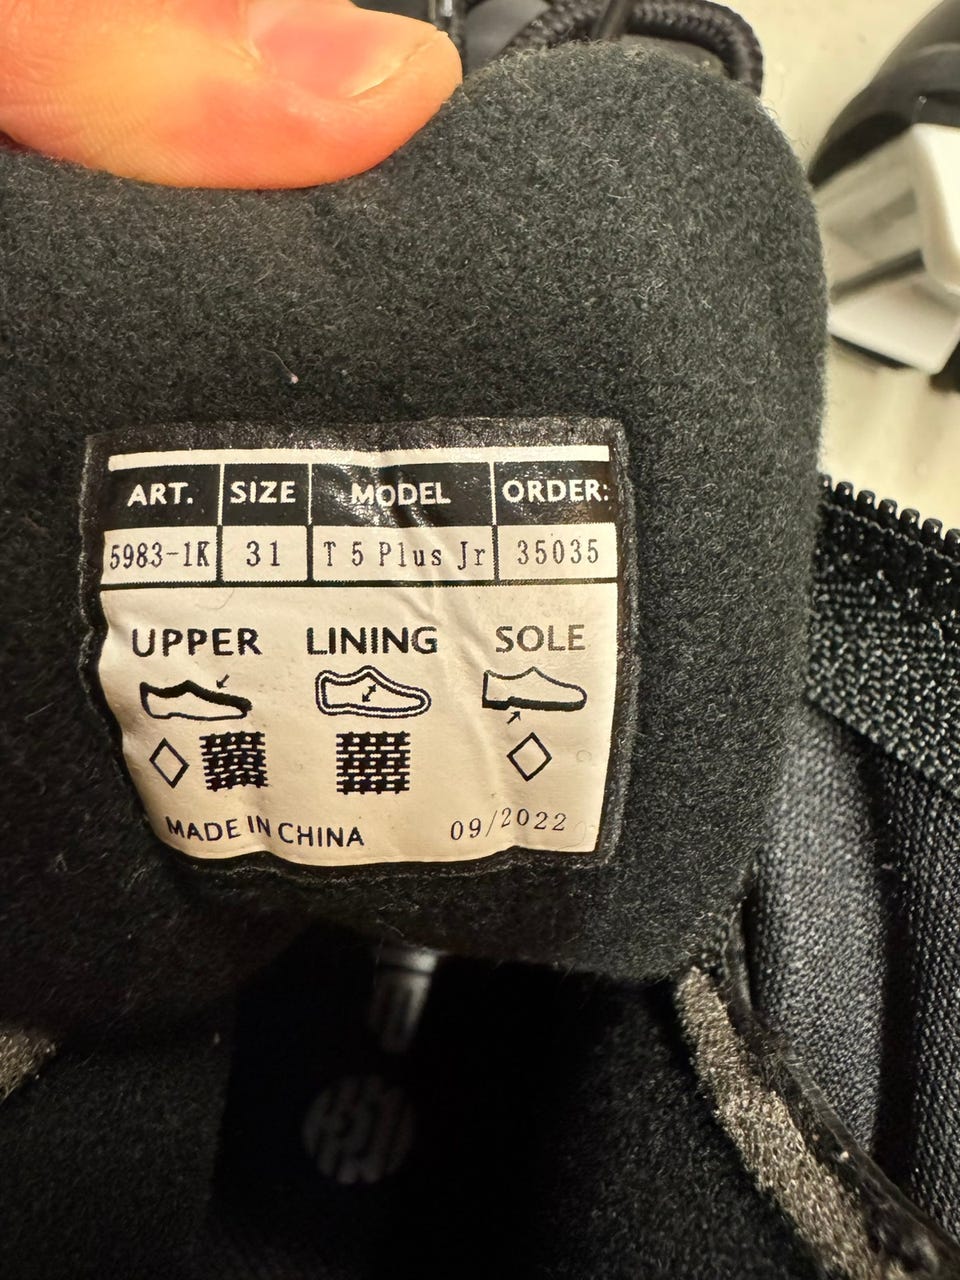 ART. SIZE MODEL ORDER:
5983-1K 31 T 5 Plus Jr 35035
UPPER LINING SOLE
MADE IN CHINA 09/2022